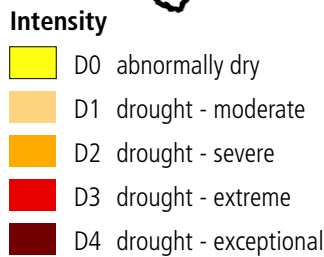 Intensity
D0 abnormally dry
D1 drought - moderate
D2 drought - severe
D3 drought - extreme
D4 drought - exceptional